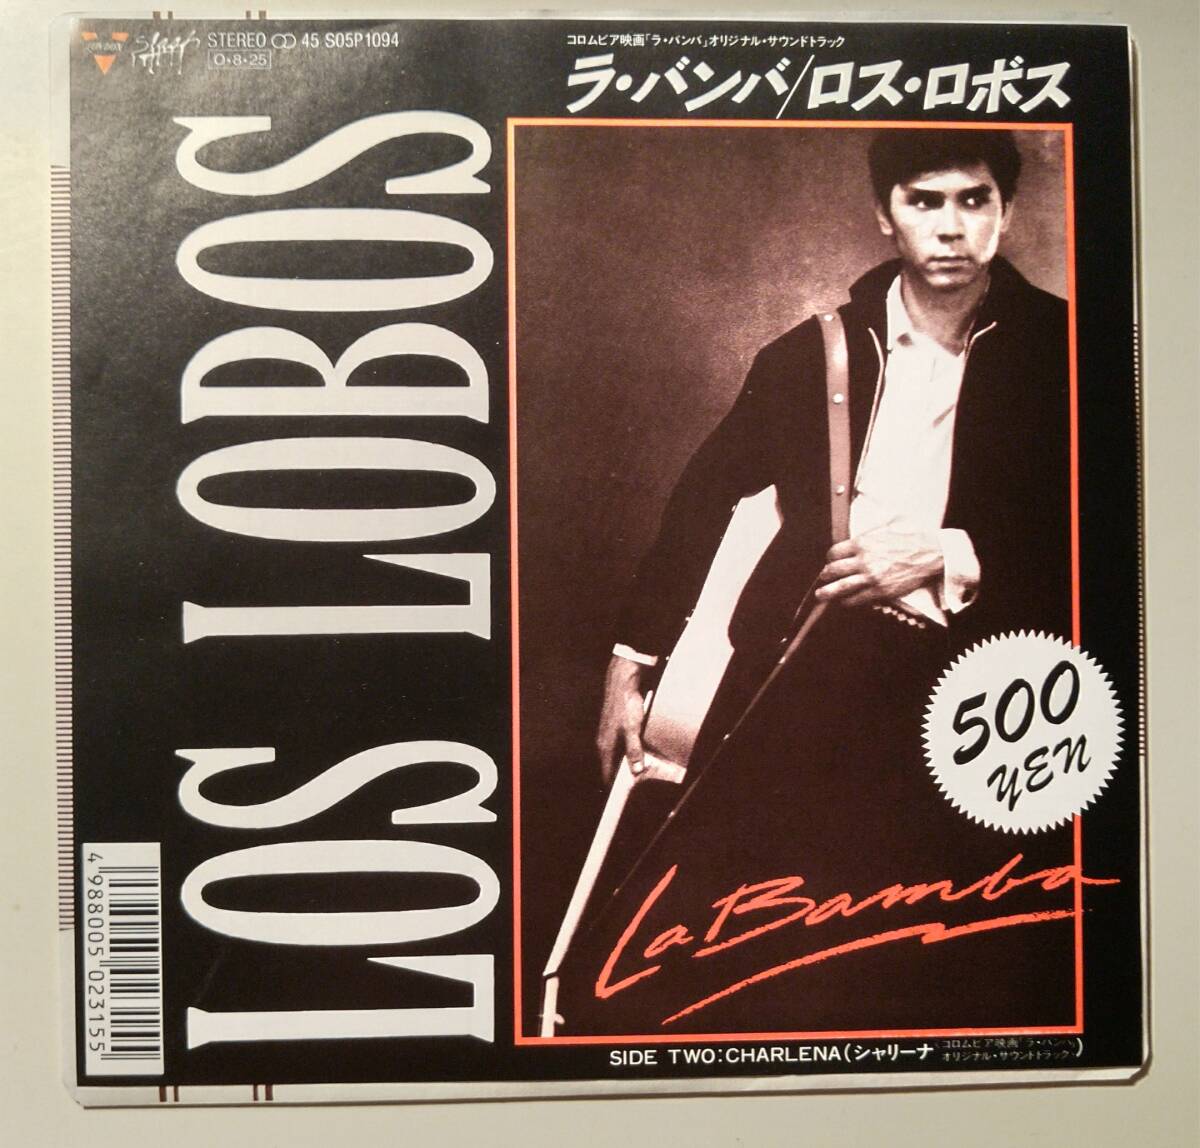 LONDON
Slash
STEREO 45 S05P1094
O・8・25
コロムビア映画「ラ・バンバ」オリジナル・サウンドトラック
ラ・バンバ/ロス・ロボス
LOS LOBOS
500
YEN
La Bamba
SIDE TWO:CHARLENA(シャリーナ〈コロムビア映画「ラ・バンバ」
オリジナル・サウンドトラック〉)
4 988005 023155